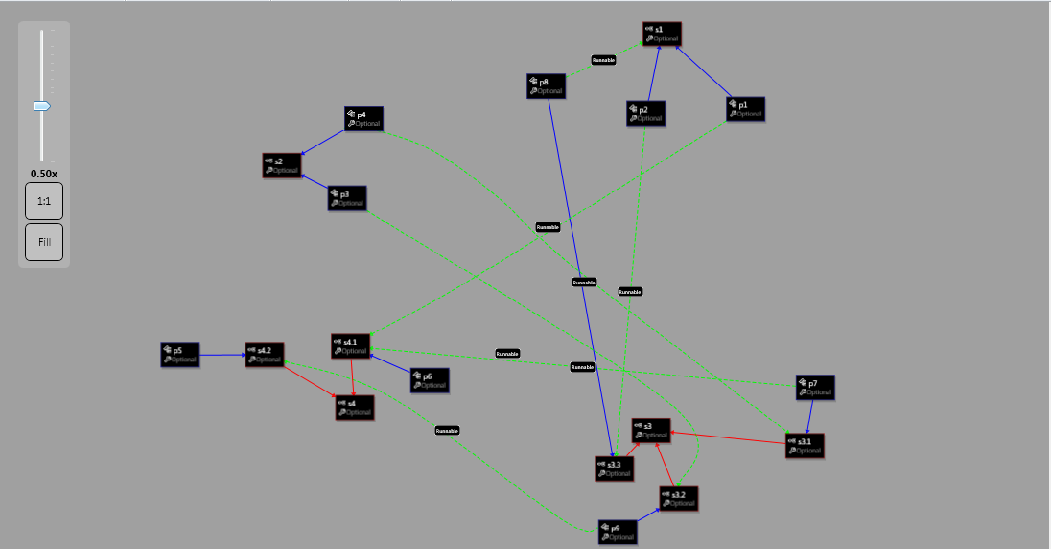 s1
Optional
Runnable
p8
Optional
p2
Optional
p1
Optional
p4
Optional
s2
Optional
p3
Optional
0.50x
1:1
Fill
Runnable
Runnable
Runnable
s4.1
Optional
p5
Optional
s4.2
Optional
Runnable
Runnable
p6
Optional
p7
Optional
s4
Optional
Runnable
s3
Optional
s3.1
Optional
s3.3
Optional
s3.2
Optional
Optional